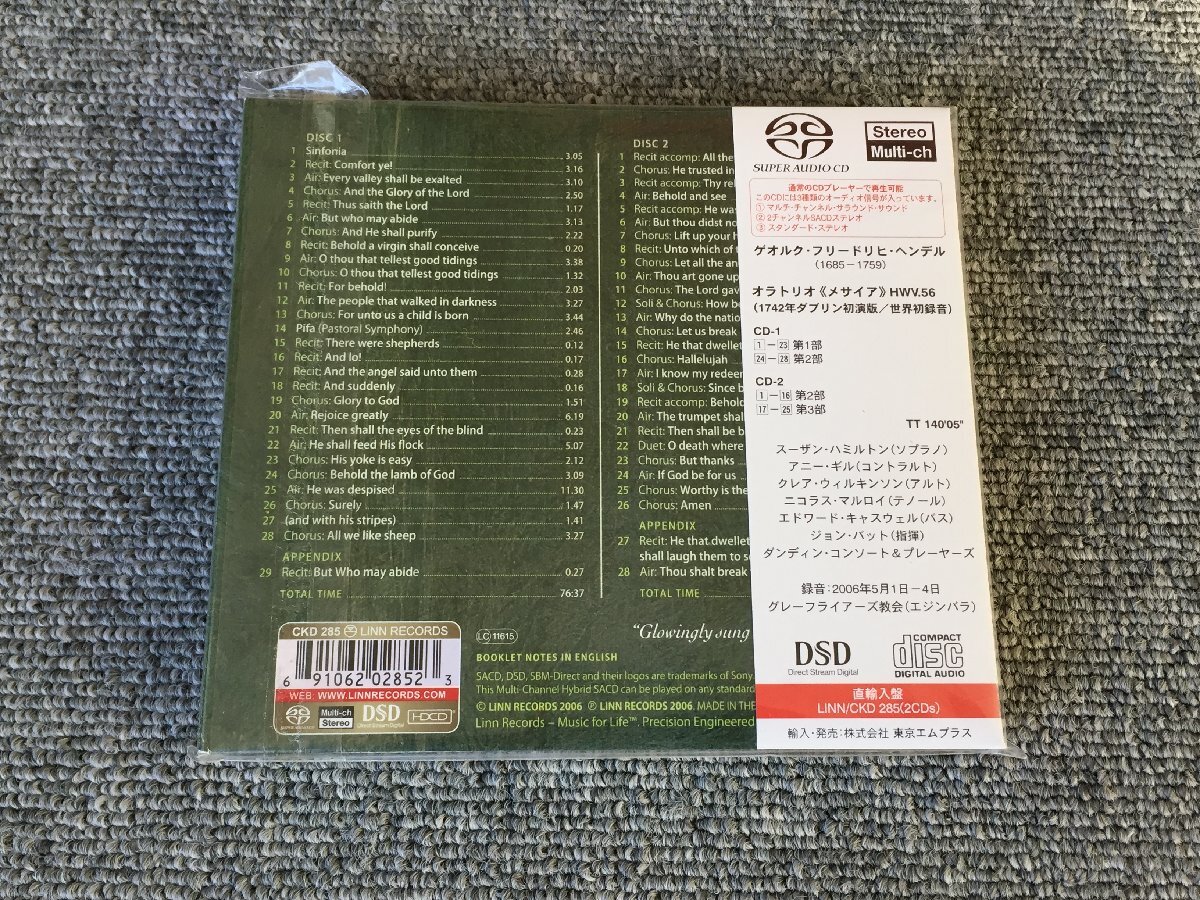 DISC 1
1 Sinfonia 3.05
2 Recit: Comfort ye! 3.16
3 Air: Every valley shall be exalted 3.10
4 Chorus: And the Glory of the Lord 2.50
5 Recit: Thus saith the Lord 1.17
6 Air: But who may abide 3.13
7 Chorus: And He shall purify 2.22
8 Recit: Behold a virgin shall conceive 0.20
9 Air: O thou that tellest good tidings 3.38
10 Chorus: O thou that tellest good tidings 1.32
11 Recit: For behold! 2.03
12 Air: The people that walked in darkness 3.27
13 Chorus: For unto us a child is born 3.44
14 Pifa (Pastoral Symphony) 2.46
15 Recit: There were shepherds 0.12
16 Recit: And lo! 0.17
17 Recit: And the angel said unto them 0.28
18 Recit: And suddenly 0.16
19 Chorus: Glory to God 1.51
20 Air: Rejoice greatly 6.19
21 Recit: Then shall the eyes of the blind 0.23
22 Air: He shall feed His flock 5.07
23 Chorus: His yoke is easy 2.12
24 Chorus: Behold the lamb of God 3.09
25 Air: He was despised 11.30
26 Chorus: Surely 1.47
27 (and with his stripes) 1.41
28 Chorus: All we like sheep 3.27
APPENDIX
29 Recit: But Who may abide 0.27
TOTAL TIME 76:37
DISC 2
1 Recit accomp: All the
2 Chorus: He trusted in
3 Recit accomp: Thy re
4 Air: Behold and see
5 Recit accomp: He was
6 Air: But thou didst no
7 Chorus: Lift up your h
8 Recit: Unto which of t
9 Chorus: Let all the an
10 Air: Thou art gone up
11 Chorus: The Lord gav
12 Soli & Chorus: How be
13 Air: Why do the natio
14 Chorus: Let us break
15 Recit: He that dwellet
16 Chorus: Hallelujah
17 Air: I know my redeem
18 Soli & Chorus: Since b
19 Recit accomp: Behold
20 Air: The trumpet shal
21 Recit: Then shall be b
22 Duet: O death where
23 Chorus: But thanks
24 Air: If God be for us
25 Chorus: Worthy is the
26 Chorus: Amen
APPENDIX
27 Recit: He that dwellet
shall laugh them to sc
28 Air: Thou shalt break
TOTAL TIME
CKD 285 LINN RECORDS
6 91062 02852 3
WEB: WWW.LINNRECORDS.COM
SUPER AUDIO CD Multi-ch Stereo DSD Direct Stream Digital HDCD
LC 11615
"Glowingly sung
BOOKLET NOTES IN ENGLISH
SACD, DSD, SBM-Direct and their logos are trademarks of Sony
This Multi-Channel Hybrid SACD can be played on any standard
© LINN RECORDS 2006 ℗ LINN RECORDS 2006. MADE IN THE
Linn Records – Music for Life™. Precision Engineered
SUPER AUDIO CD
Stereo
Multi-ch
通常のCDプレーヤーで再生可能
このCDには3種類のオーディオ信号が入っています。
①マルチ・チャンネル・サラウンド・サウンド
②2チャンネルSACDステレオ
③スタンダード・ステレオ
ゲオルク・フリードリヒ・ヘンデル
(1685－1759)
オラトリオ《メサイア》HWV.56
(1742年ダブリン初演版／世界初録音)
CD-1
1－23 第1部
24－28 第2部
CD-2
1－16 第2部
17－25 第3部
TT 140'05"
スーザン・ハミルトン(ソプラノ)
アニー・ギル(コントラルト)
クレア・ウィルキンソン(アルト)
ニコラス・マルロイ(テノール)
エドワード・キャスウェル(バス)
ジョン・バット(指揮)
ダンディン・コンソート＆プレーヤーズ
録音：2006年5月1日－4日
グレーフライアーズ教会(エジンバラ)
DSD
Direct Stream Digital
COMPACT
disc
DIGITAL AUDIO
直輸入盤
LINN/CKD 285(2CDs)
輸入・発売：株式会社 東京エムプラス